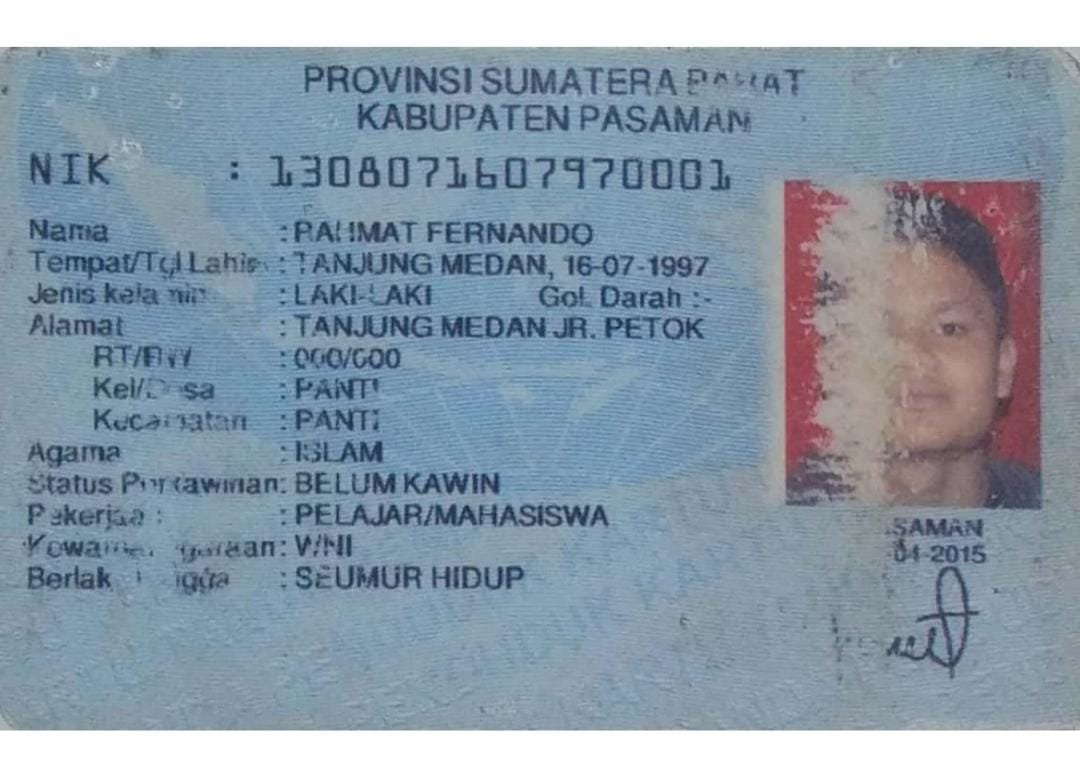 PROVINSI SUMATERA BARAT
KABUPATEN PASAMAN
NIK : 1308071607970001
Nama : RAHMAT FERNANDO
Tempat/Tgl Lahir : TANJUNG MEDAN, 16-07-1997
Jenis kelamin : LAKI-LAKI Gol. Darah :-
Alamat : TANJUNG MEDAN JR. PETOK
RT/RW : 000/000
Kel/Desa : PANTI
Kecamatan : PANTI
Agama : ISLAM
Status Perkawinan: BELUM KAWIN
Pekerjaan : PELAJAR/MAHASISWA
Kewarganegaraan: WNI
Berlaku Hingga : SEUMUR HIDUP
SAMAN
04-2015